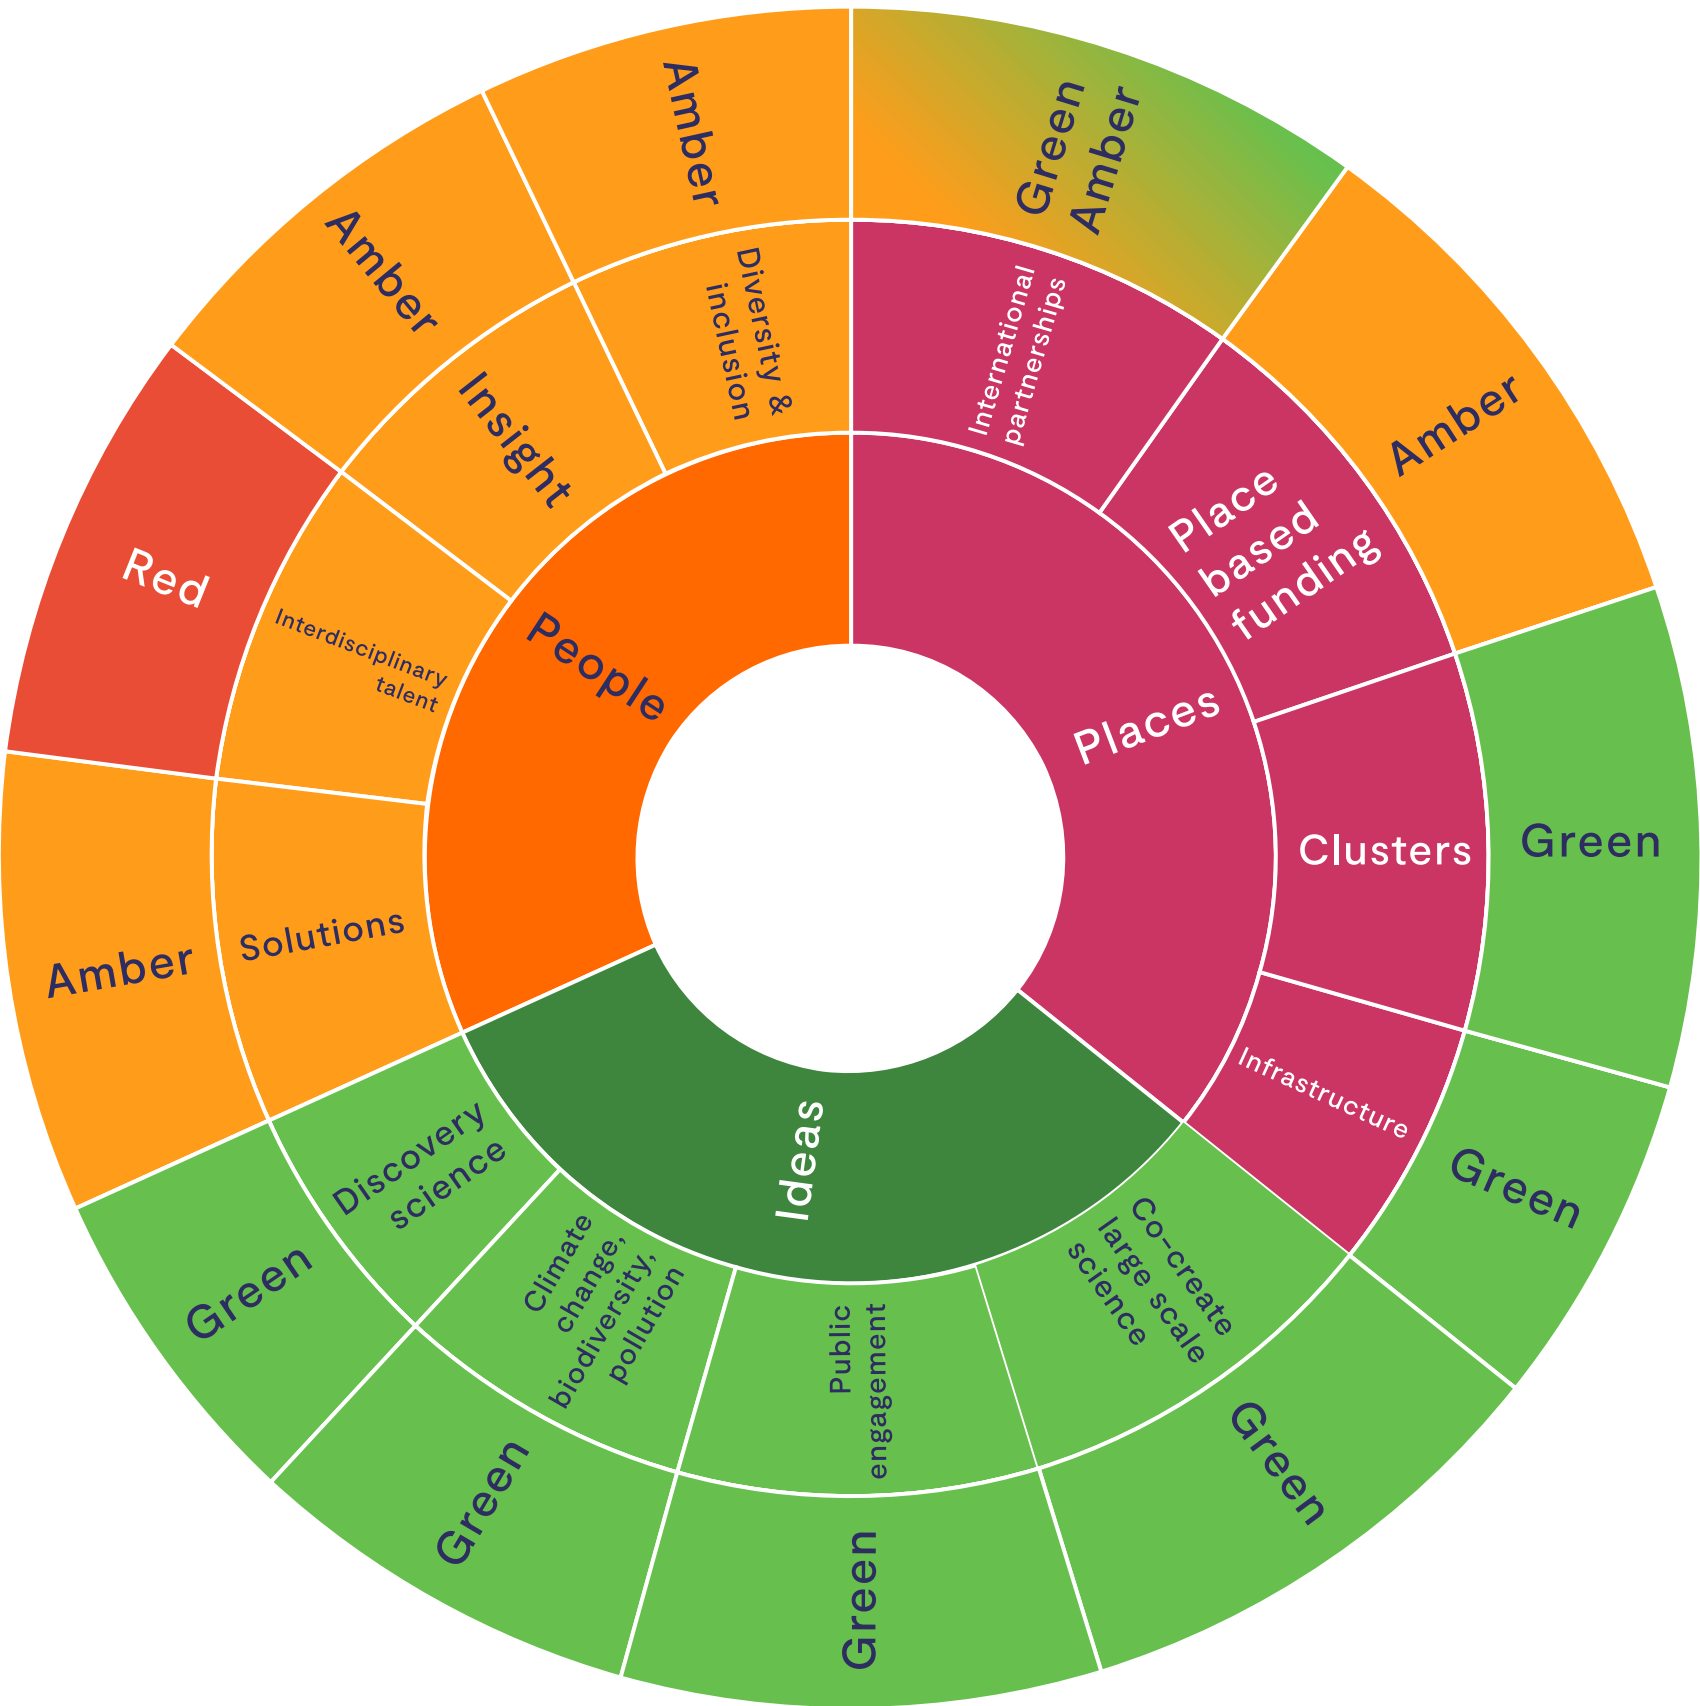 Green
Amber
International
partnerships
Amber
Place
based
funding
Places
Green
Clusters
Green
Infrastructure
Green
Co-create
large scale
science
Green
Public
engagement
Ideas
Green
Climate
change,
biodiversity,
pollution
Green
Discovery
science
Amber
Solutions
People
Red
Interdisciplinary
talent
Amber
Insight
Amber
Diversity &
inclusion